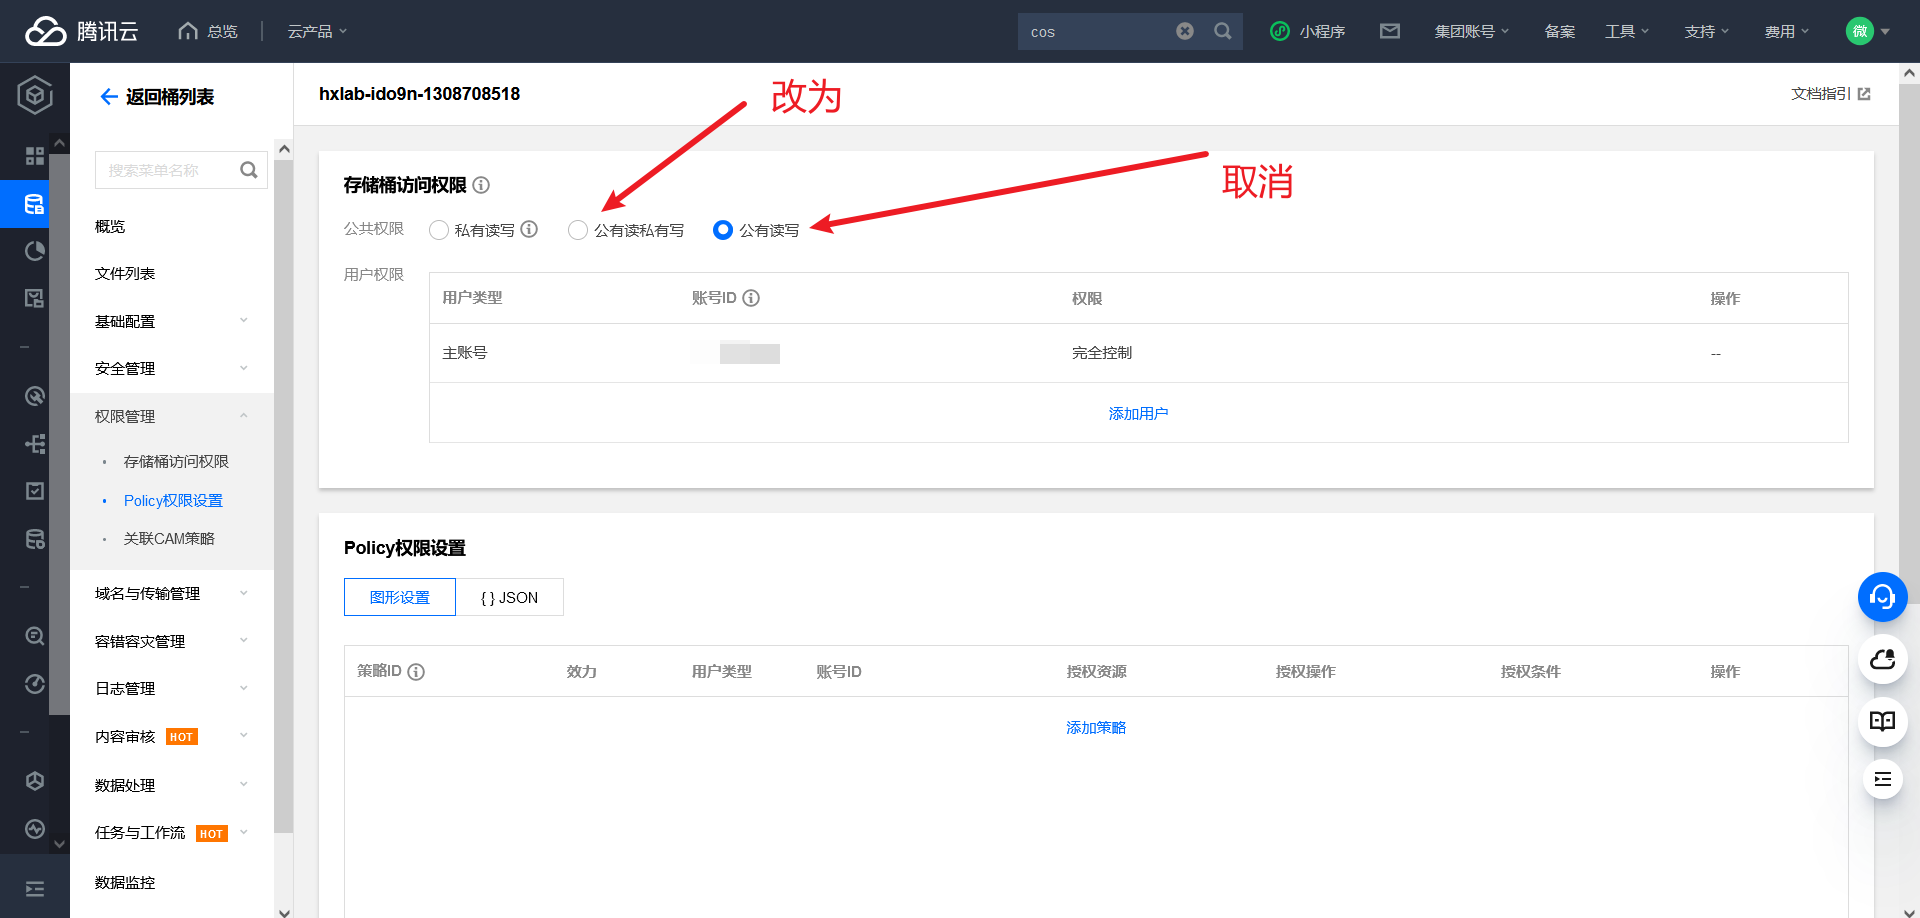 腾讯云
总览
云产品
cos
小程序
集团账号
备案
工具
支持
费用
微
返回桶列表
搜索菜单名称
概览
文件列表
基础配置
安全管理
权限管理
存储桶访问权限
Policy权限设置
关联CAM策略
域名与传输管理
容错容灾管理
日志管理
内容审核 HOT
数据处理
任务与工作流 HOT
数据监控
hxlab-ido9n-1308708518
文档指引
改为
取消
存储桶访问权限
公共权限 私有读写 公有读私有写 公有读写
用户权限
用户类型 账号ID 权限 操作
主账号 完全控制 --
添加用户
Policy权限设置
图形设置 { } JSON
策略ID 效力 用户类型 账号ID 授权资源 授权操作 授权条件 操作
添加策略